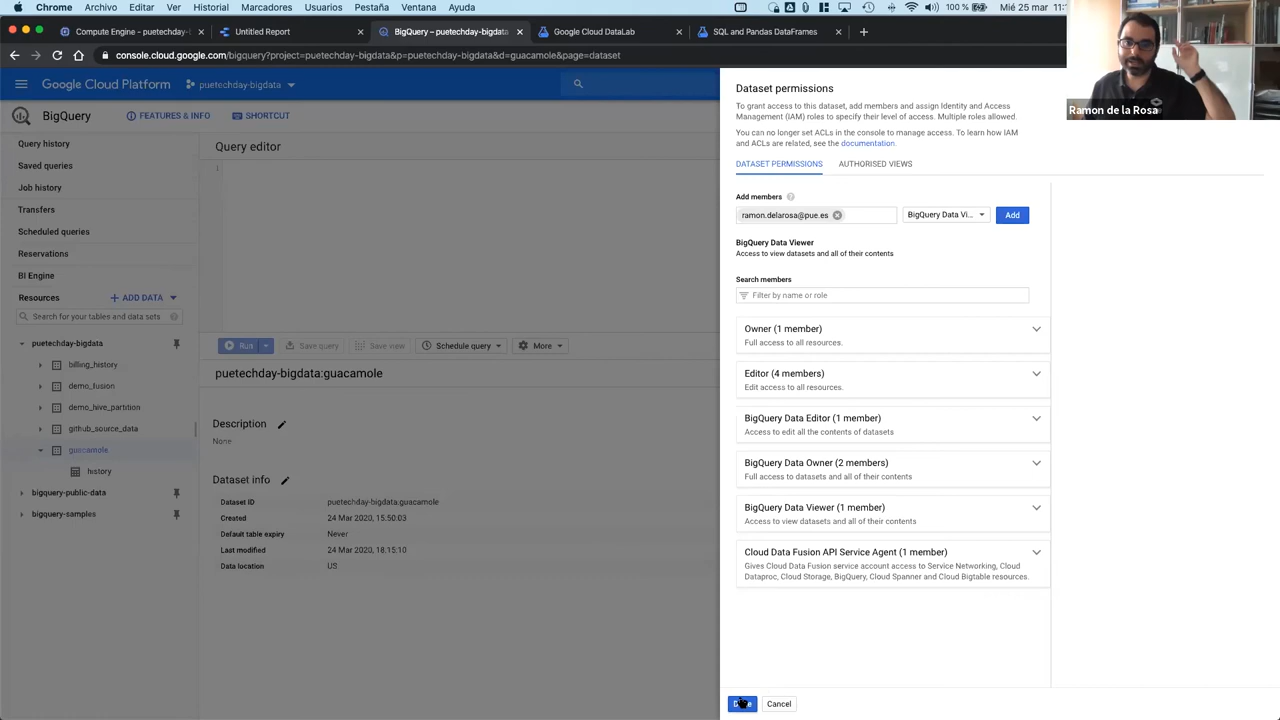 Chrome Archivo Editar Ver Historial Favoritos Personas Pestaña Ventana Ayuda 100 % Mié 25 mar 11
Compute Engine – puetechday-b Untitled Report BigQuery – puetechday-bigdata Google Cloud DataLab SQL and Pandas DataFrames
console.cloud.google.com/bigquery?project=puetechday-bigdata&p=puetechday-bigdata&d=guacamole&page=dataset
Google Cloud Platform puetechday-bigdata
BigQuery FEATURES & INFO SHORTCUT
Query history
Saved queries
Job history
Transfers
Scheduled queries
Reservations
BI Engine
Resources + ADD DATA
Search for your tables and data sets
puetechday-bigdata
billing_history
demo_fusion
demo_hive_partition
github_source_data
guacamole
history
bigquery-public-data
bigquery-samples
Query editor
1
Run Save query Save view Schedule query More
puetechday-bigdata:guacamole
Description
None
Dataset info
Dataset ID puetechday-bigdata:guacamole
Created 24 Mar 2020, 15:50:03
Default table expiry Never
Last modified 24 Mar 2020, 18:15:10
Data location US
Dataset permissions
To grant access to this dataset, add members and assign Identity and Access
Management (IAM) roles to specify their level of access. Multiple roles allowed.
You can no longer set ACLs in the console to manage access. To learn how IAM
and ACLs are related, see the documentation.
DATASET PERMISSIONS AUTHORISED VIEWS
Add members
ramon.delarosa@pue.es BigQuery Data Vi... Add
BigQuery Data Viewer
Access to view datasets and all of their contents
Search members
Filter by name or role
Owner (1 member)
Full access to all resources.
Editor (4 members)
Edit access to all resources.
BigQuery Data Editor (1 member)
Access to edit all the contents of datasets
BigQuery Data Owner (2 members)
Full access to datasets and all of their contents
BigQuery Data Viewer (1 member)
Access to view datasets and all of their contents
Cloud Data Fusion API Service Agent (1 member)
Gives Cloud Data Fusion service account access to Service Networking, Cloud
Dataproc, Cloud Storage, BigQuery, Cloud Spanner and Cloud Bigtable resources.
Cancel
Ramon de la Rosa